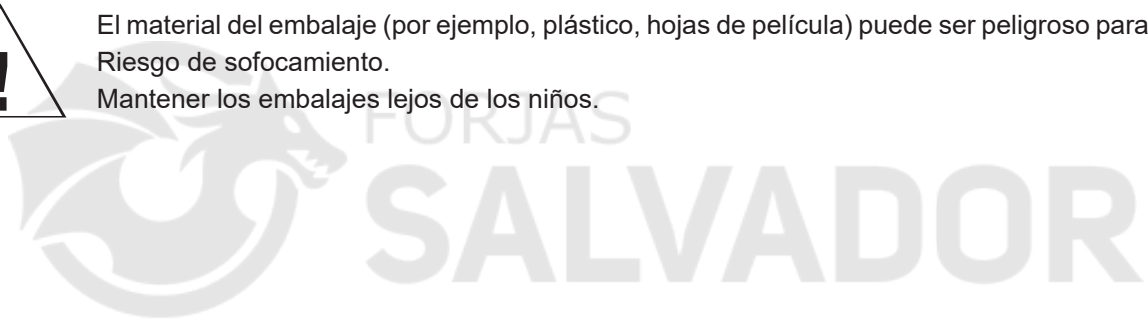 El material del embalaje (por ejemplo, plástico, hojas de película) puede ser peligroso para
Riesgo de sofocamiento.
Mantener los embalajes lejos de los niños.
!
FORJAS
SALVADOR